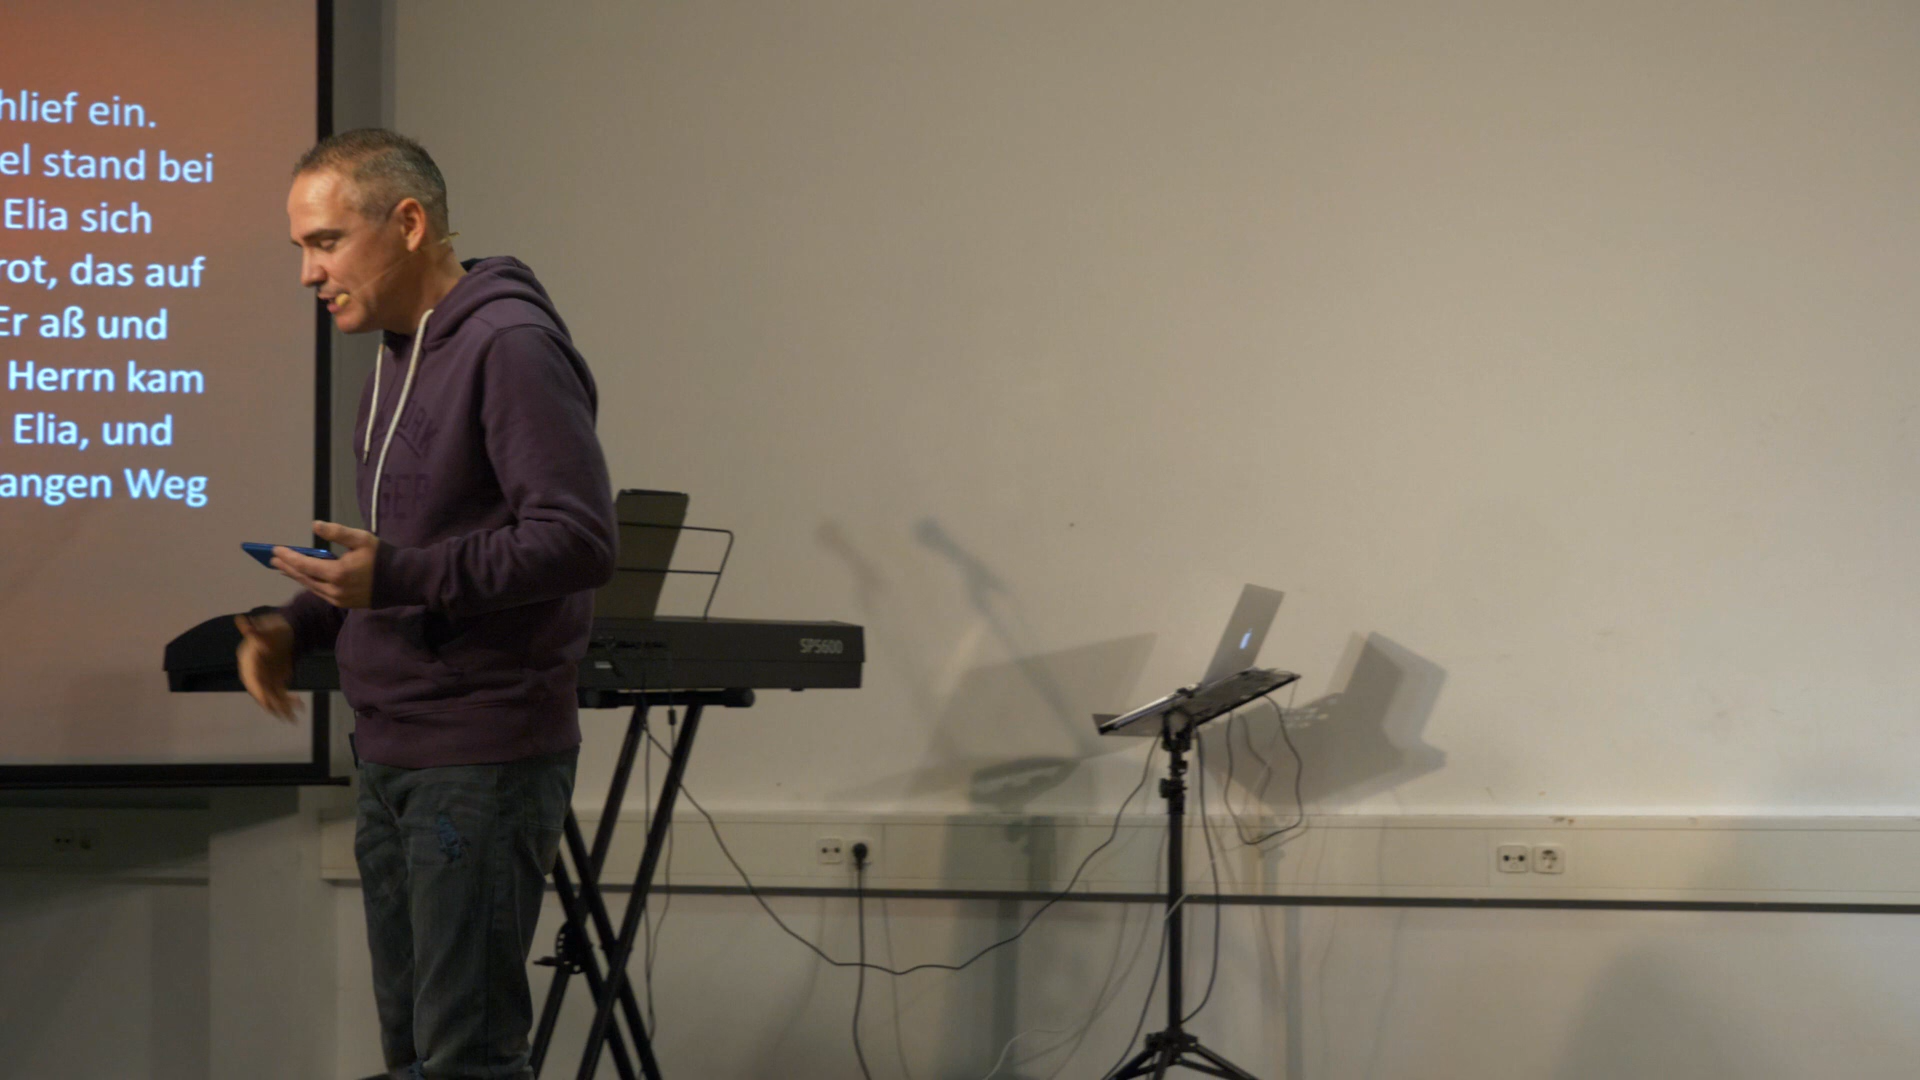 hlief ein.
el stand bei
Elia sich
rot, das auf
Er aß und
Herrn kam
Elia, und
angen Weg
SP5600